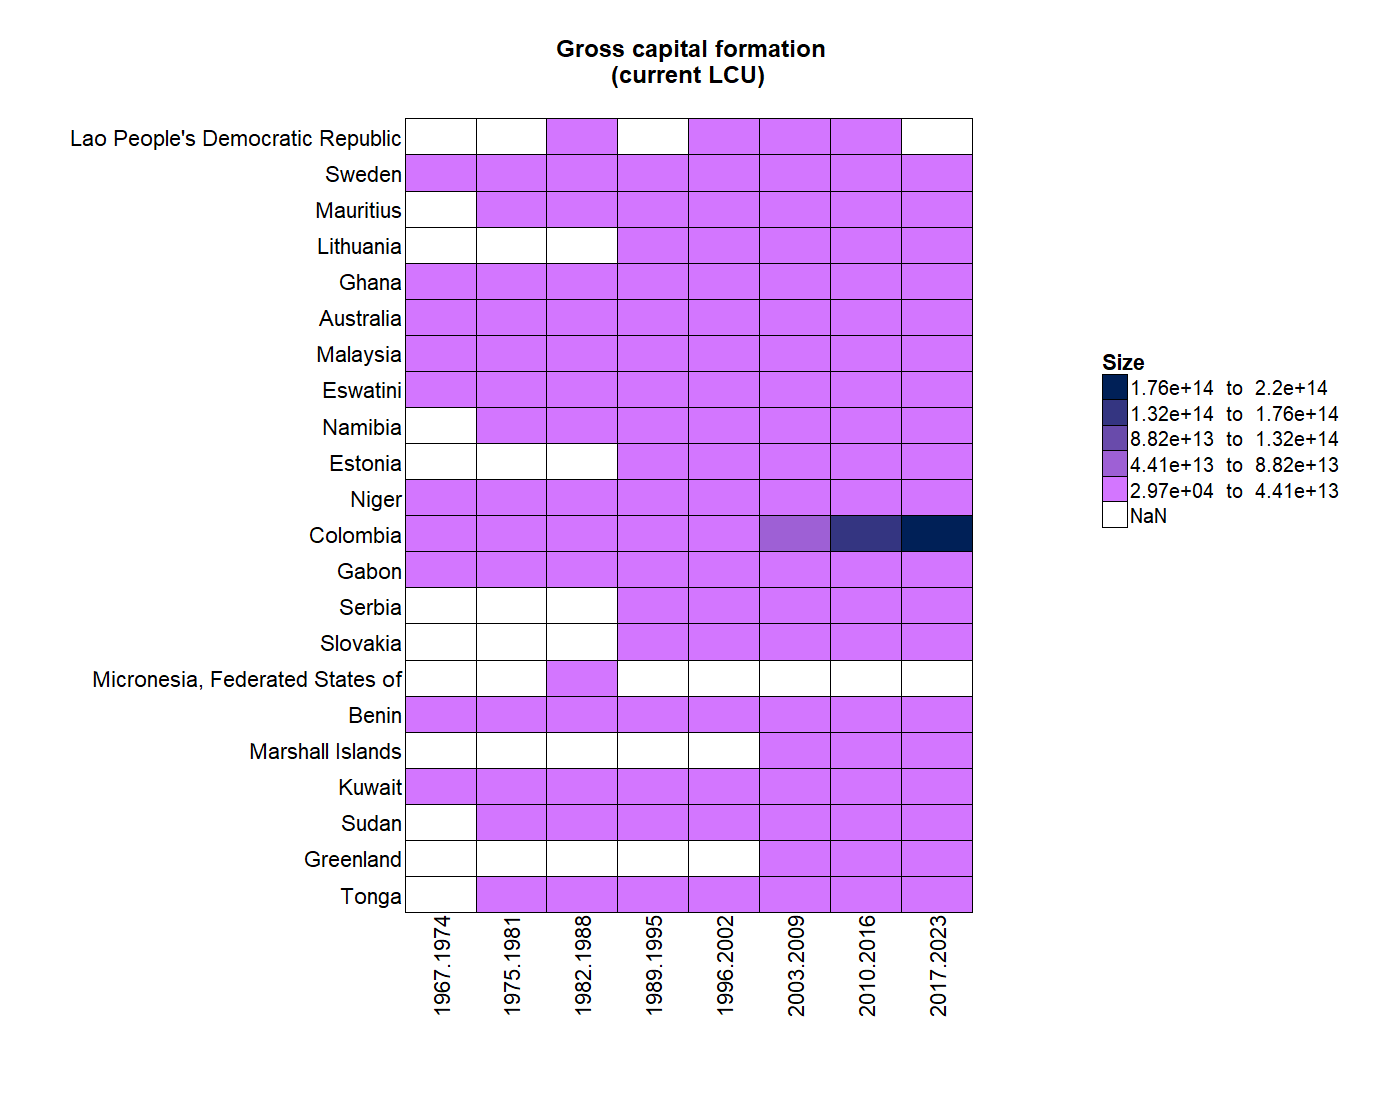 Gross capital formation
(current LCU)
Lao People's Democratic Republic
Sweden
Mauritius
Lithuania
Ghana
Australia
Malaysia
Eswatini
Namibia
Estonia
Niger
Colombia
Gabon
Serbia
Slovakia
Micronesia, Federated States of
Benin
Marshall Islands
Kuwait
Sudan
Greenland
Tonga
1967.1974
1975.1981
1982.1988
1989.1995
1996.2002
2003.2009
2010.2016
2017.2023
Size
1.76e+14 to 2.2e+14
1.32e+14 to 1.76e+14
8.82e+13 to 1.32e+14
4.41e+13 to 8.82e+13
2.97e+04 to 4.41e+13
NaN